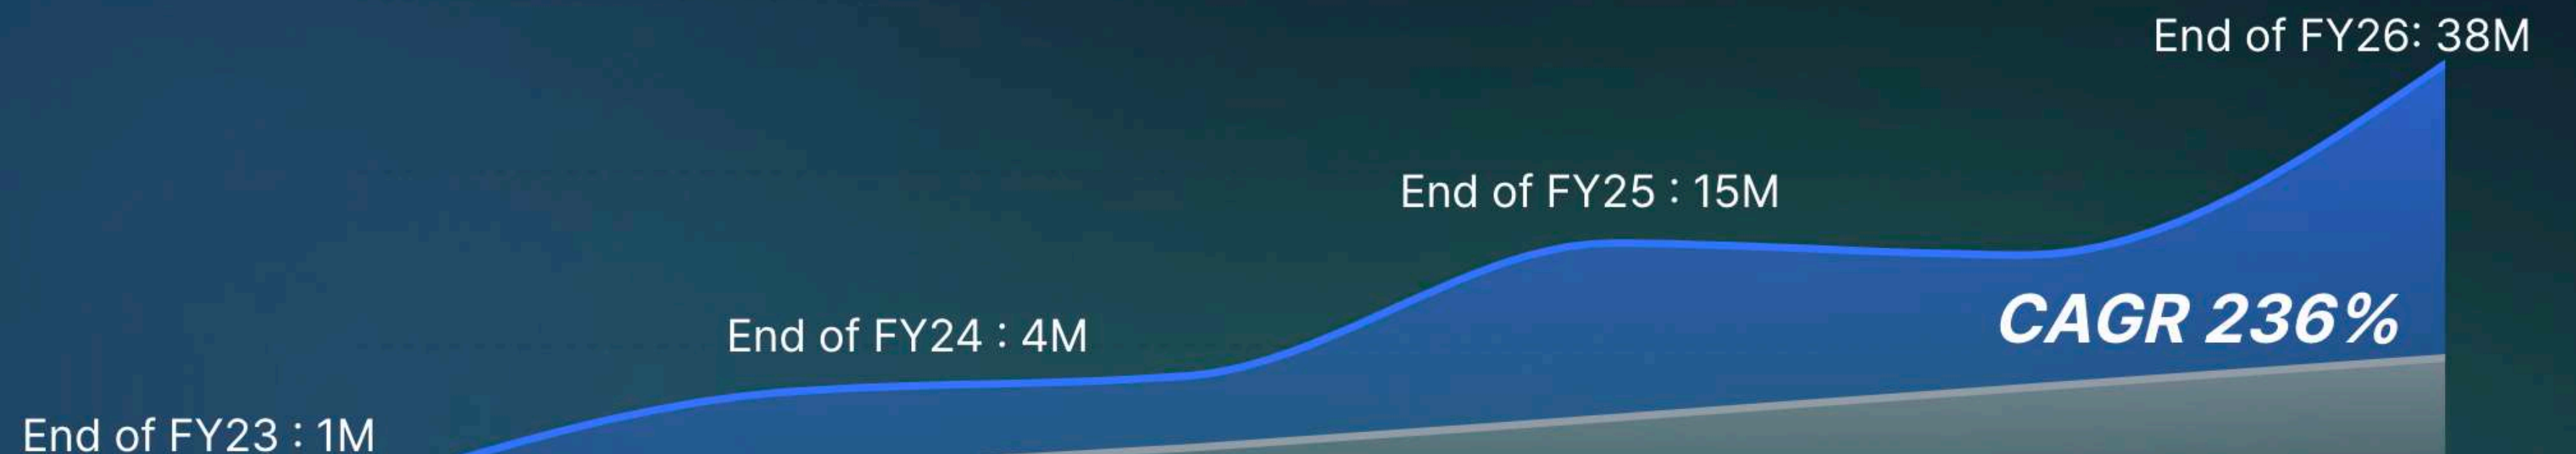 End of FY26: 38M
End of FY25 : 15M
End of FY24 : 4M
CAGR 236%
End of FY23 : 1M